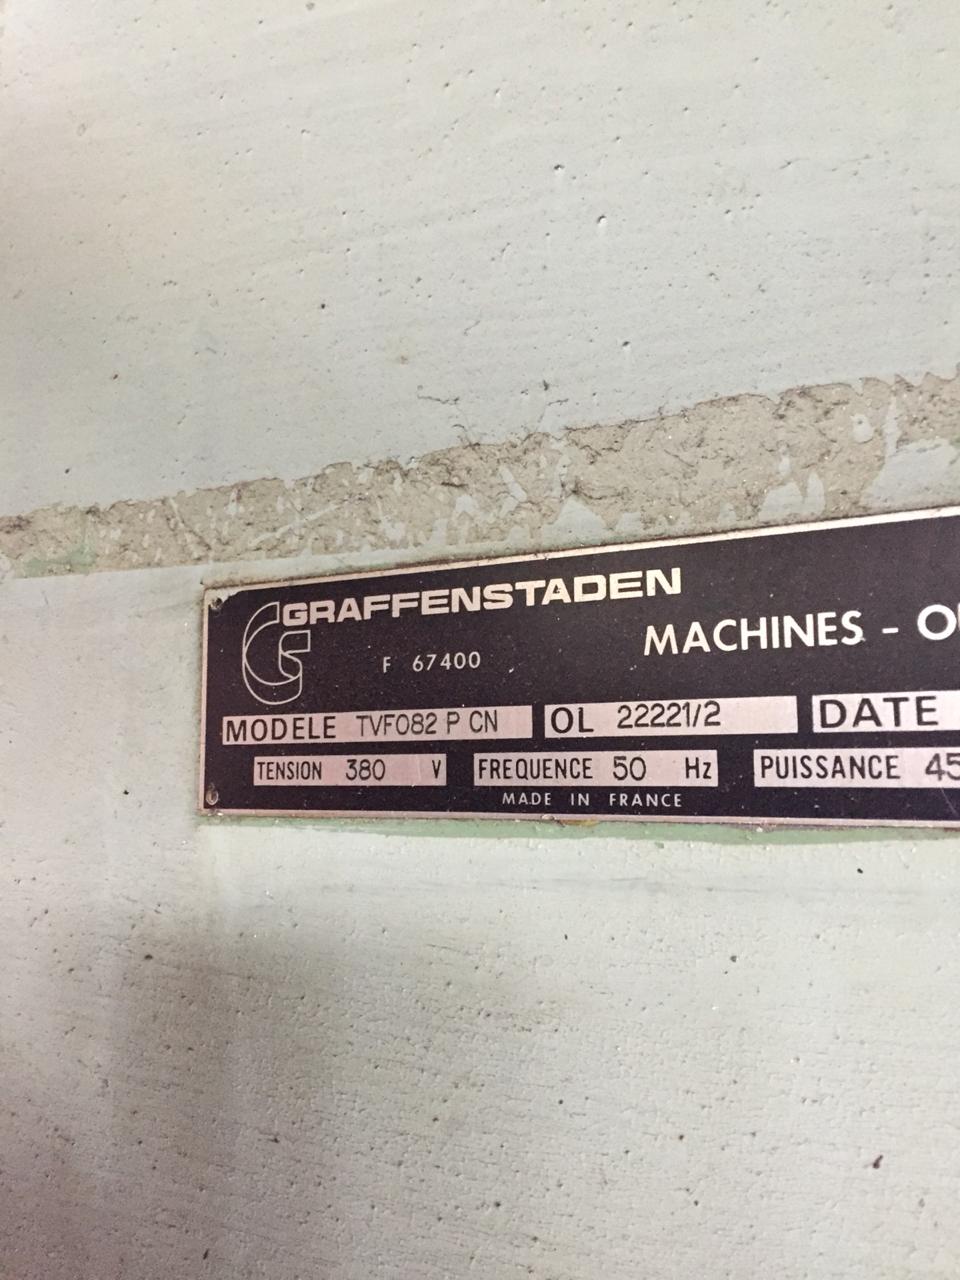 GRAFFENSTADEN
MACHINES -
F 67400
MODELE TVF082 P CN OL 22221/2 DATE
TENSION 380 V FREQUENCE 50 Hz PUISSANCE 45
MADE IN FRANCE